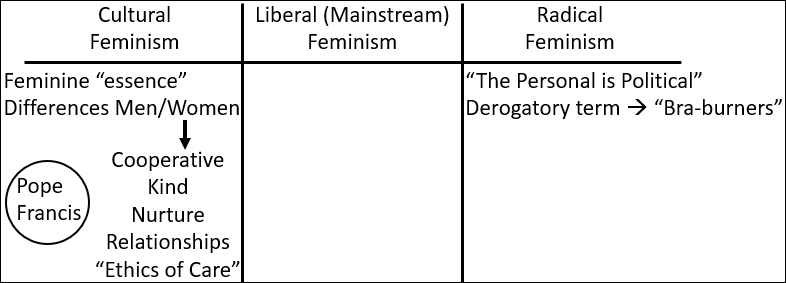 Cultural
Feminism
Liberal (Mainstream)
Feminism
Radical
Feminism
Feminine “essence”
Differences Men/Women
Cooperative
Kind
Nurture
Relationships
“Ethics of Care”
Pope
Francis
“The Personal is Political”
Derogatory term → “Bra-burners”